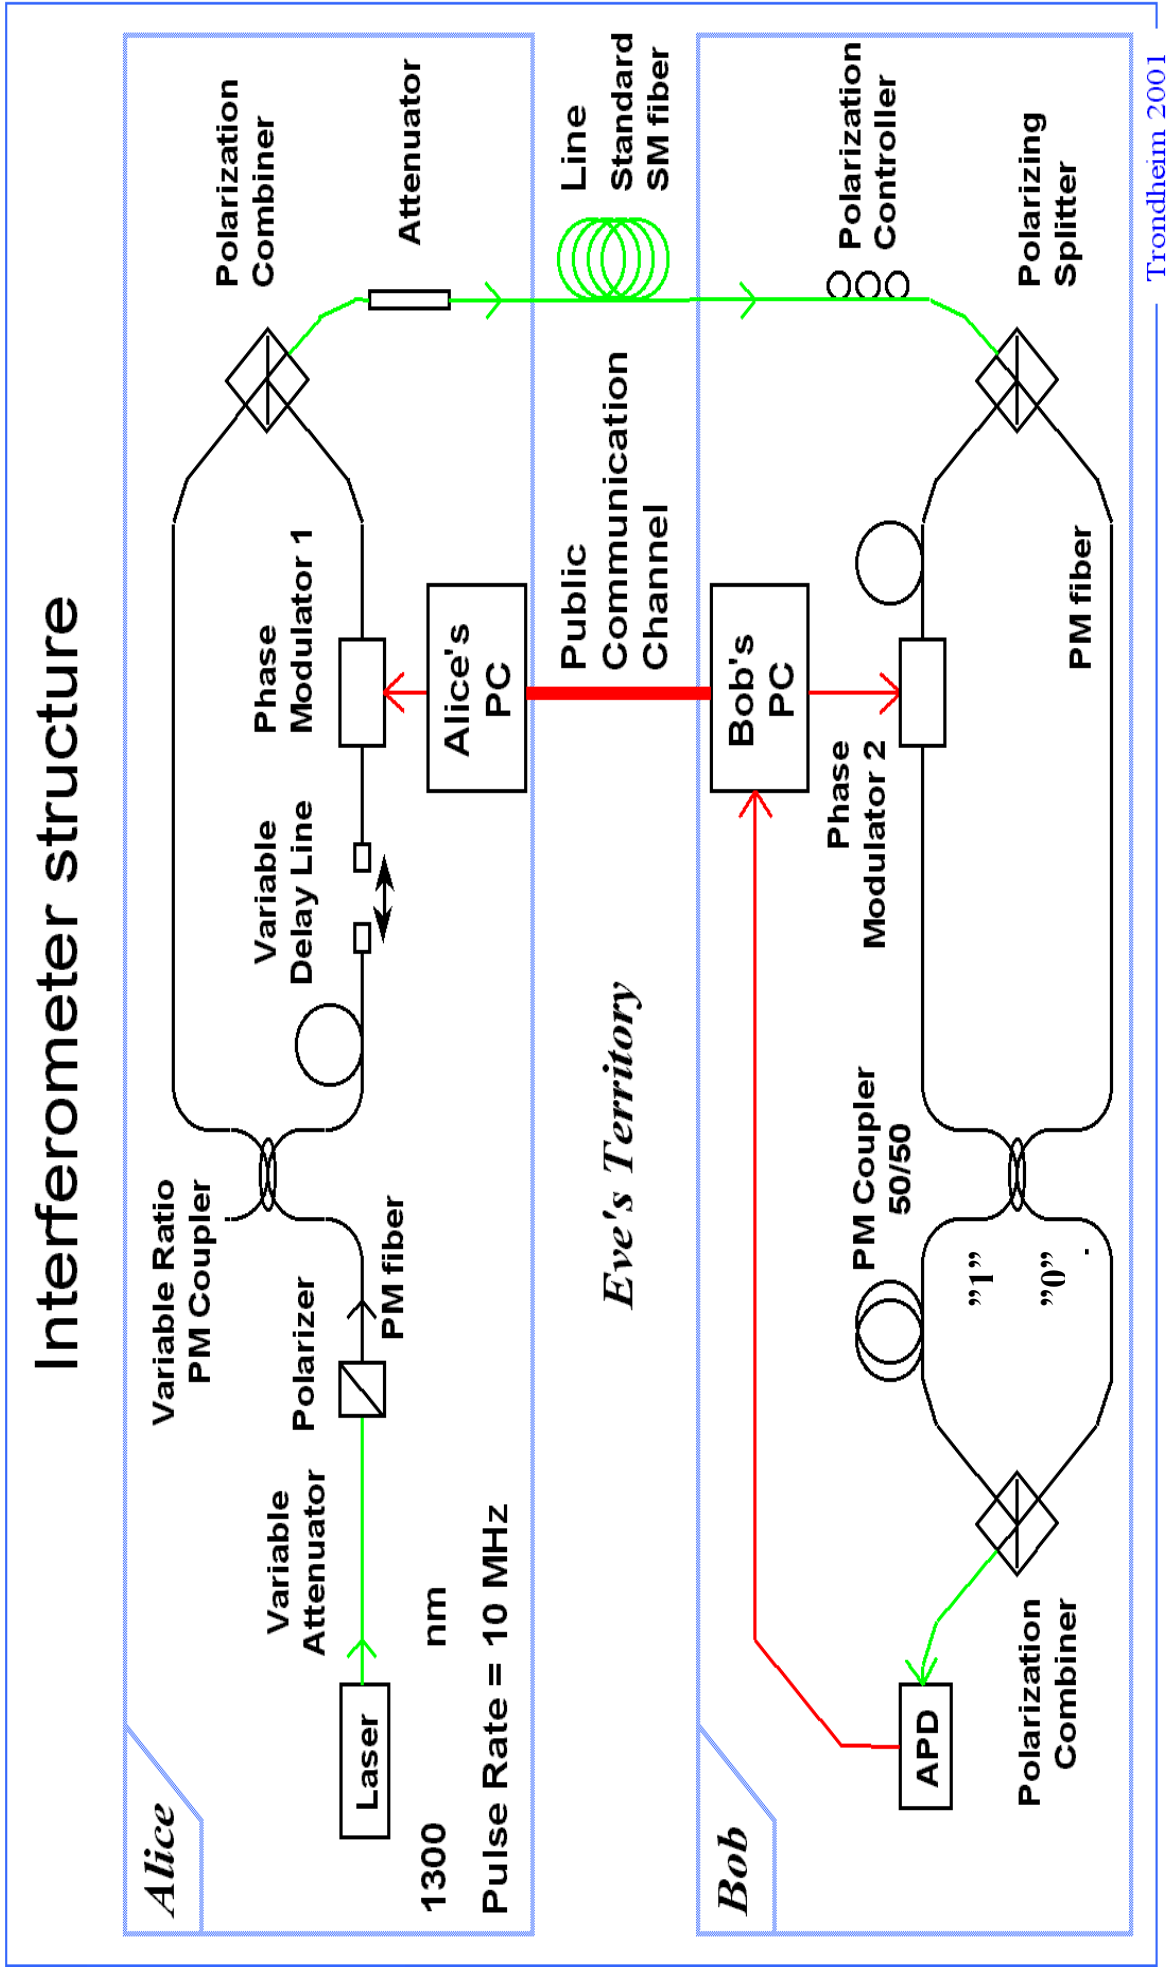 Interferometer structure
Alice
Variable Ratio
PM Coupler
Polarization
Combiner
Variable
Attenuator
Polarizer
PM fiber
Variable
Delay Line
Phase
Modulator 1
Attenuator
Laser
1300 nm
Pulse Rate = 10 MHz
Alice's
PC
Eve's Territory
Public
Communication
Channel
Line
Standard
SM fiber
Bob
Bob's
PC
Phase
Modulator 2
Polarization
Controller
PM Coupler
50/50
APD
”1”
”0”
Polarization
Combiner
PM fiber
Polarizing
Splitter
Trondheim 2001